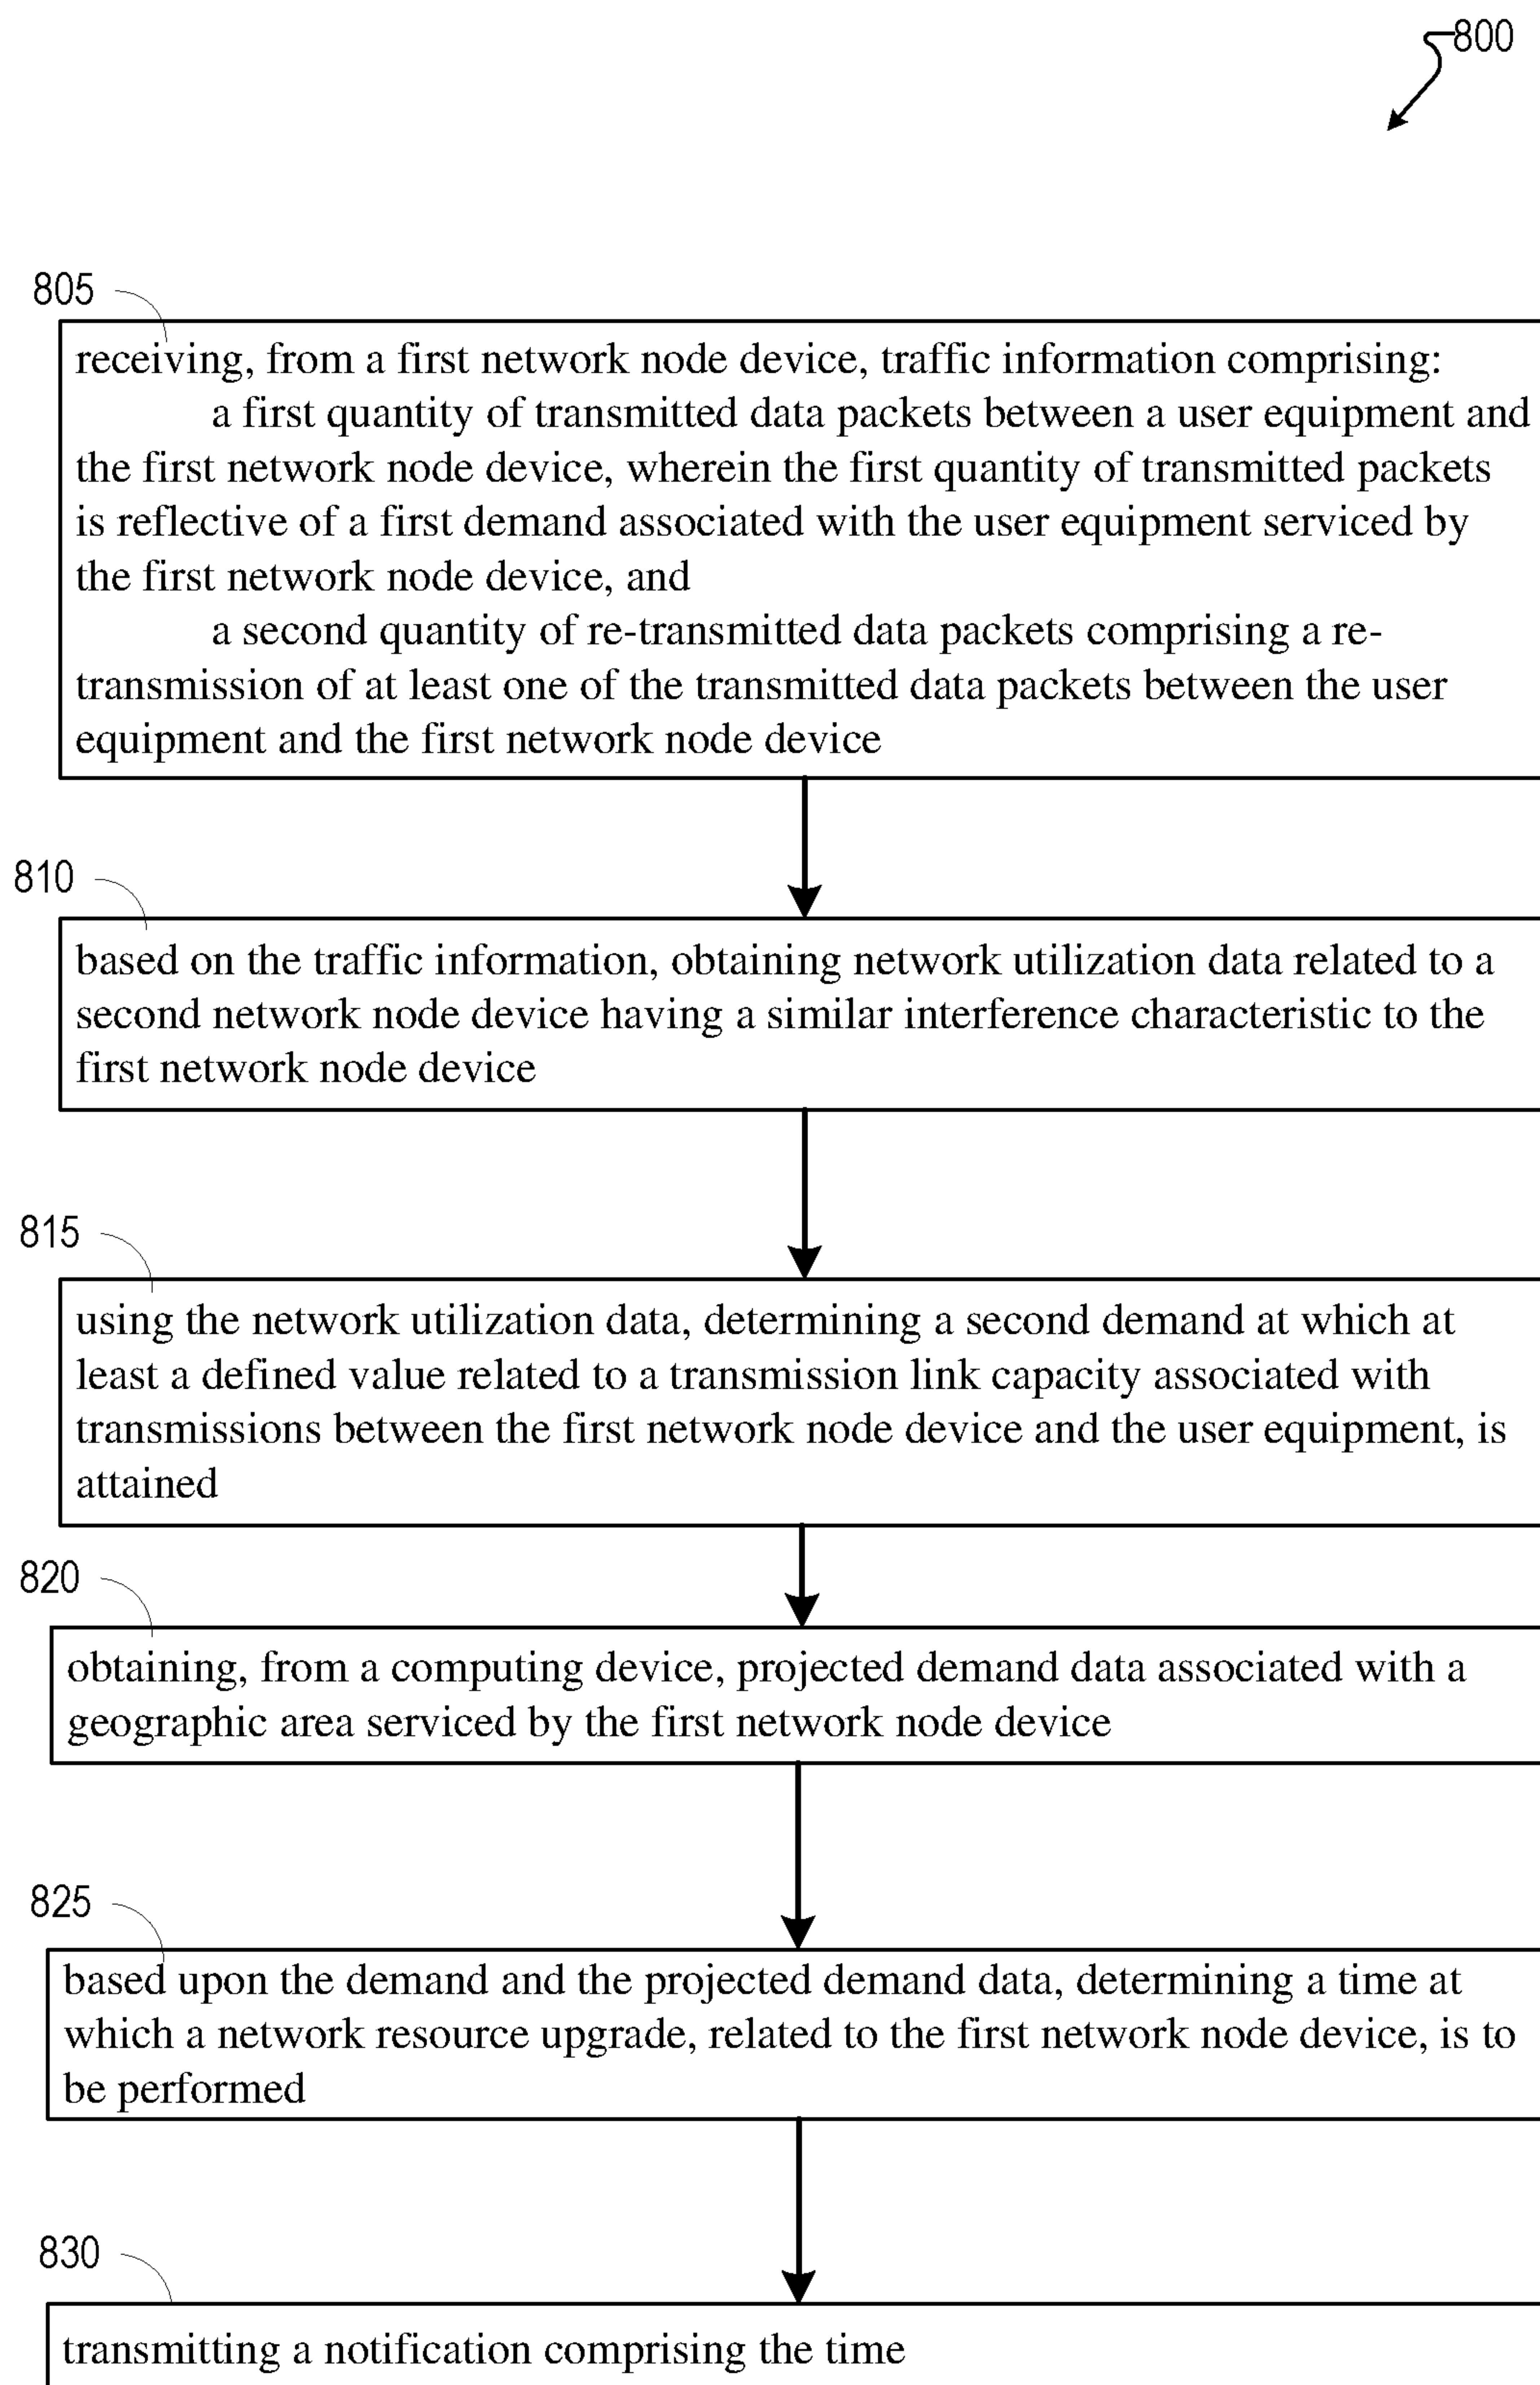 800
805
receiving, from a first network node device, traffic information comprising:
a first quantity of transmitted data packets between a user equipment and
the first network node device, wherein the first quantity of transmitted packets
is reflective of a first demand associated with the user equipment serviced by
the first network node device, and
a second quantity of re-transmitted data packets comprising a re-
transmission of at least one of the transmitted data packets between the user
equipment and the first network node device
810
based on the traffic information, obtaining network utilization data related to a
second network node device having a similar interference characteristic to the
first network node device
815
using the network utilization data, determining a second demand at which at
least a defined value related to a transmission link capacity associated with
transmissions between the first network node device and the user equipment, is
attained
820
obtaining, from a computing device, projected demand data associated with a
geographic area serviced by the first network node device
825
based upon the demand and the projected demand data, determining a time at
which a network resource upgrade, related to the first network node device, is to
be performed
830
transmitting a notification comprising the time